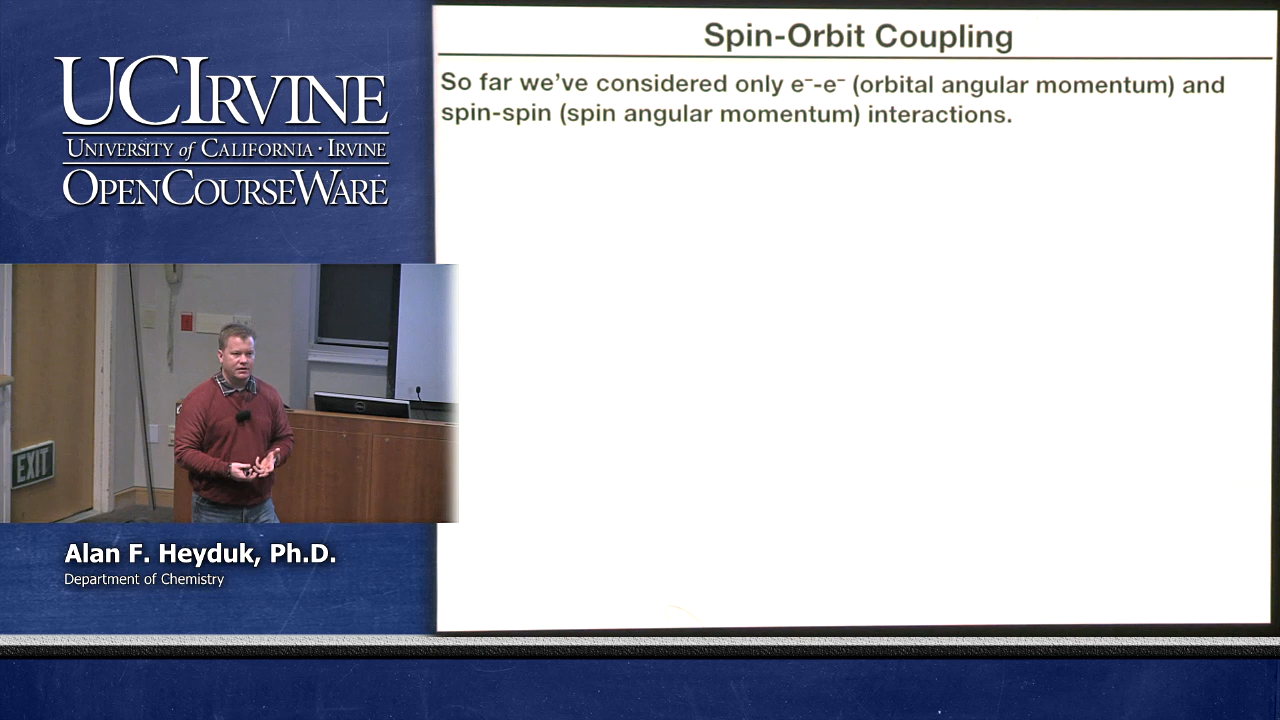 UCIRVINE
UNIVERSITY of CALIFORNIA · IRVINE
OPENCOURSEWARE
Spin-Orbit Coupling
So far we've considered only e⁻-e⁻ (orbital angular momentum) and
spin-spin (spin angular momentum) interactions.
EXIT
Alan F. Heyduk, Ph.D.
Department of Chemistry